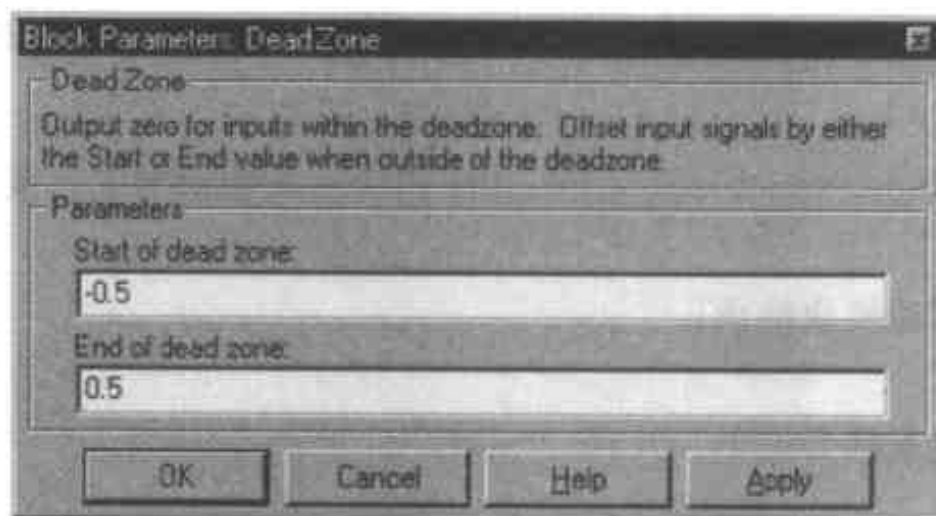 Block Parameters: Dead Zone
Dead Zone
Output zero for inputs within the deadzone. Offset input signals by either
the Start or End value when outside of the deadzone.
Parameters
Start of dead zone:
-0.5
End of dead zone:
0.5
OK
Cancel
Help
Apply